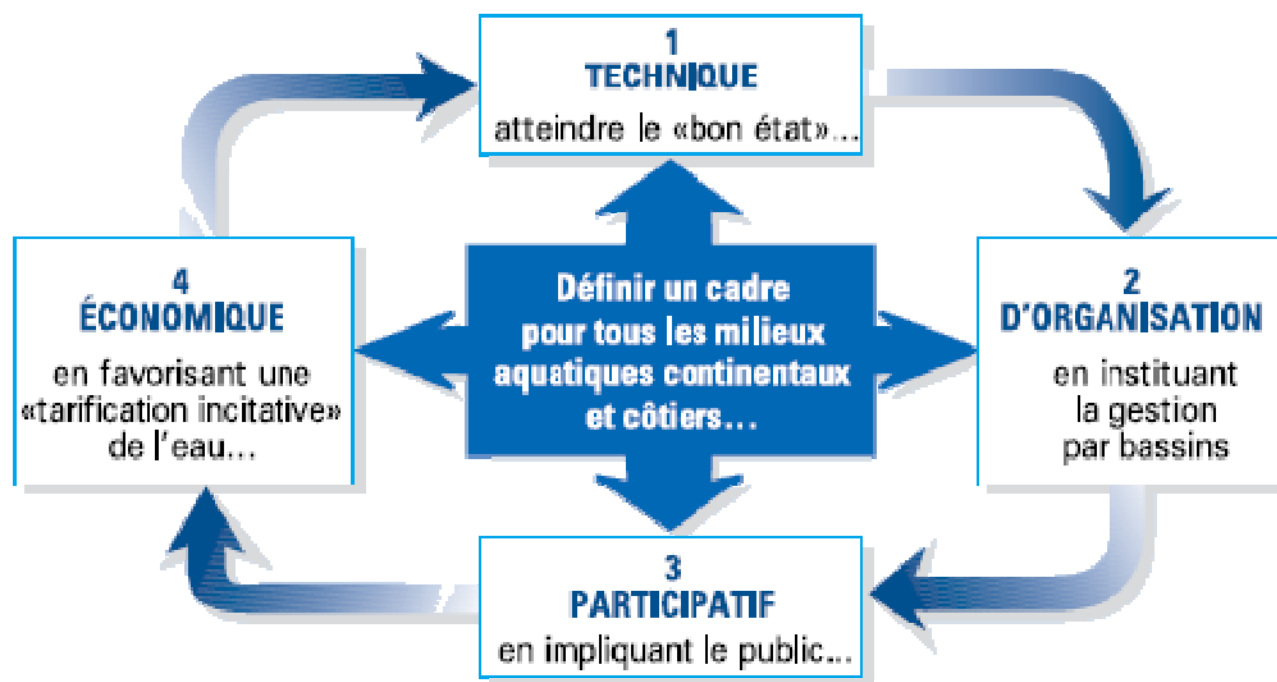 1
TECHNIQUE
atteindre le «bon état»...
4
ÉCONOMIQUE
en favorisant une
«tarification incitative»
de l'eau...
Définir un cadre
pour tous les milieux
aquatiques continentaux
et côtiers...
2
D'ORGANISATION
en instituant
la gestion
par bassins
3
PARTICIPATIF
en impliquant le public...